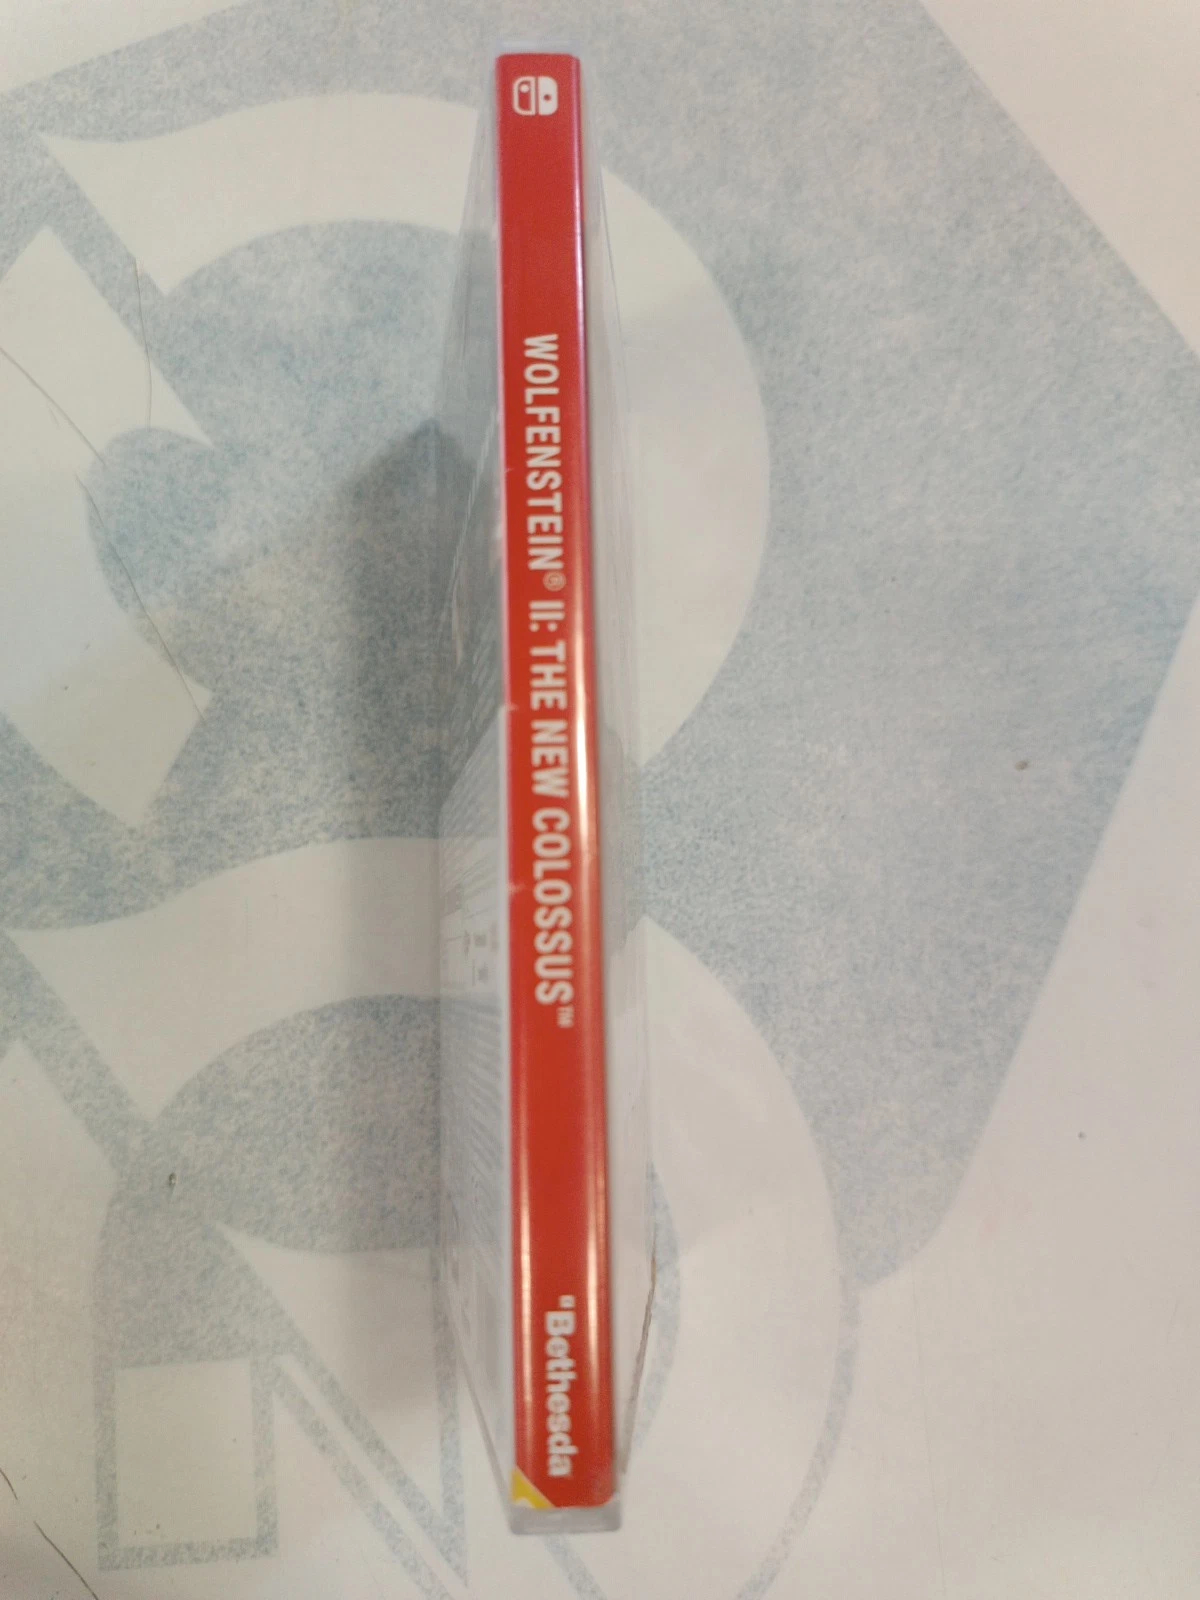 WOLFENSTEIN® II: THE NEW COLOSSUS™
Bethesda